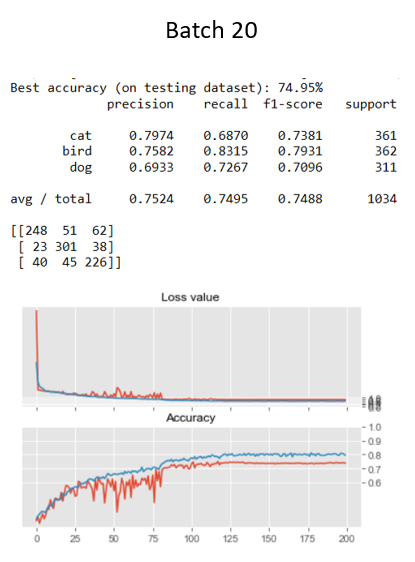 Batch 20
Best accuracy (on testing dataset): 74.95%
precision recall f1-score support
cat 0.7974 0.6870 0.7381 361
bird 0.7582 0.8315 0.7931 362
dog 0.6933 0.7267 0.7096 311
avg / total 0.7524 0.7495 0.7488 1034
[[248 51 62]
[ 23 301 38]
[ 40 45 226]]
Loss value
Accuracy
1.0
0.9
0.8
0.7
0.6
0 25 50 75 100 125 150 175 200